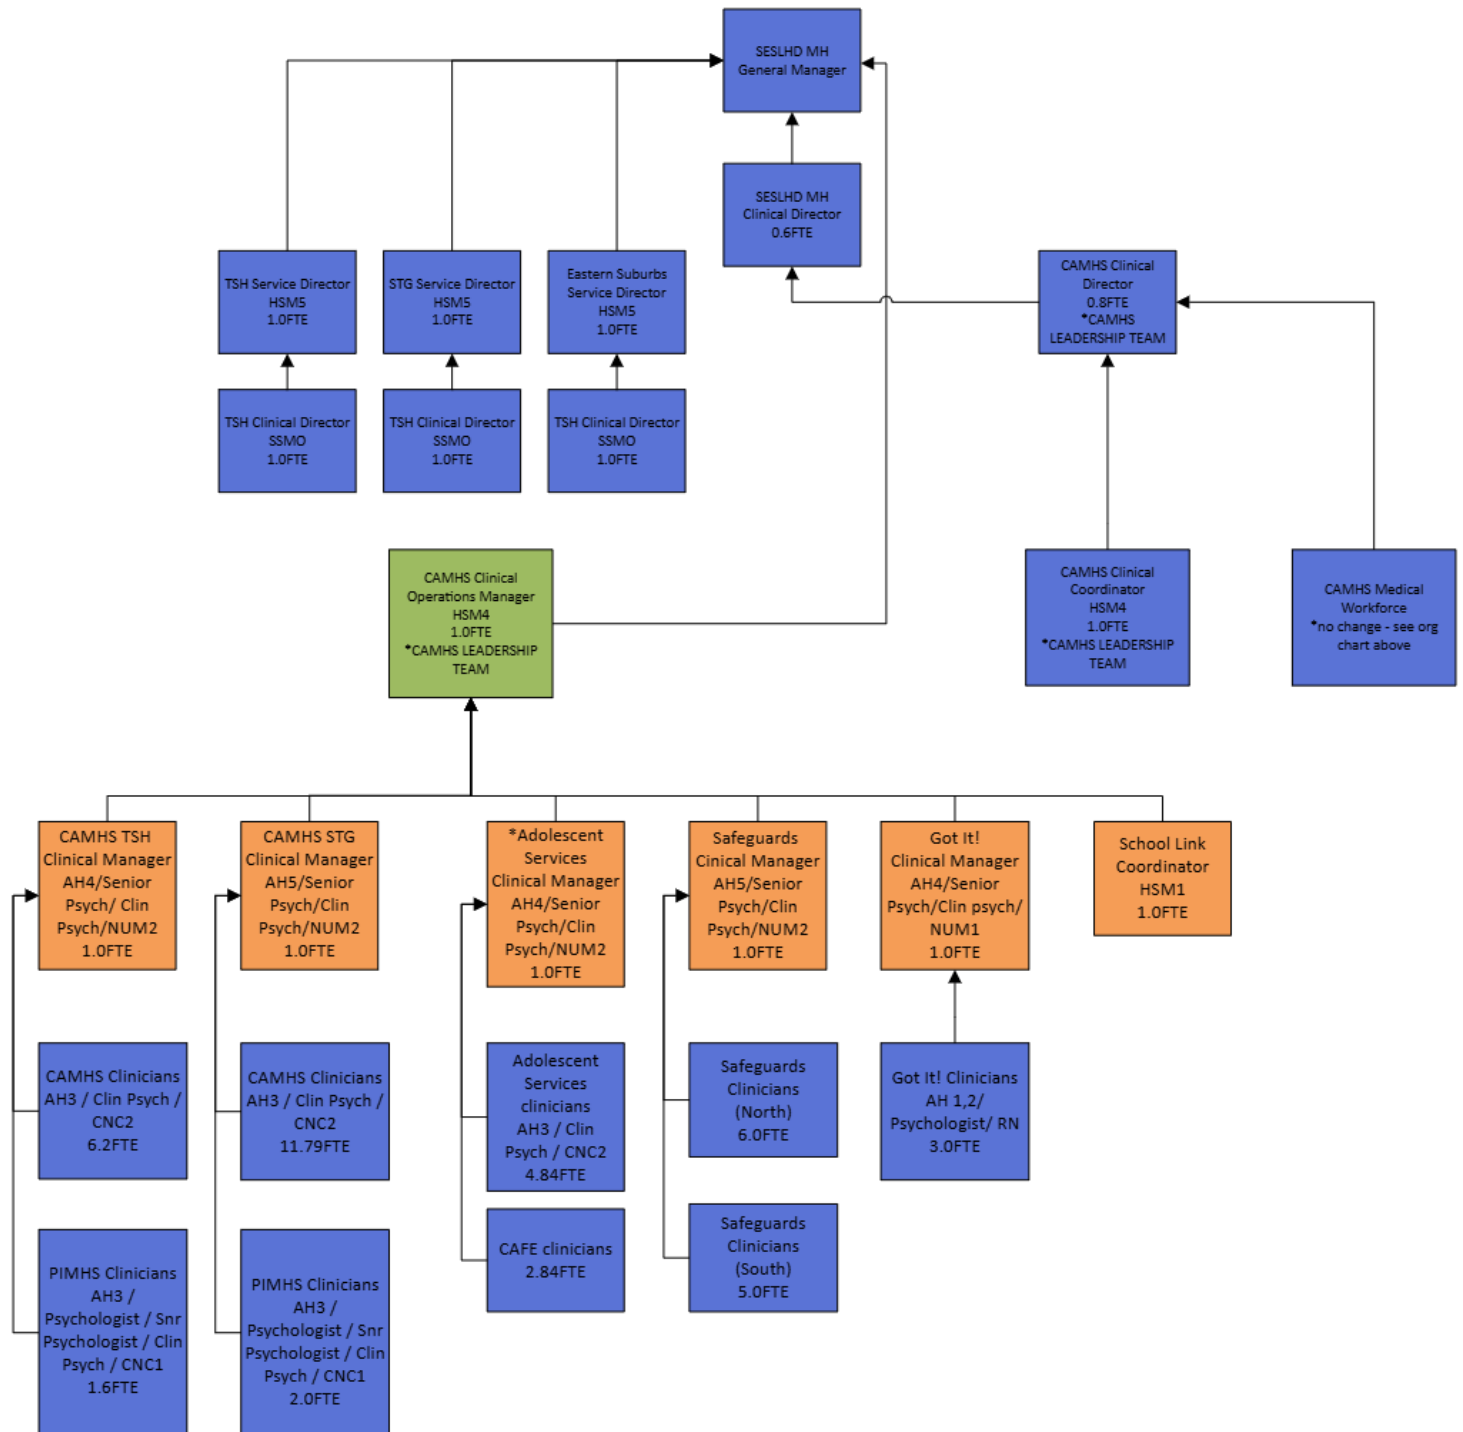 SESLHD MH
General Manager
SESLHD MH
Clinical Director
0.6FTE
TSH Service Director
HSM5
1.0FTE
STG Service Director
HSM5
1.0FTE
Eastern Suburbs
Service Director
HSM5
1.0FTE
CAMHS Clinical
Director
0.8FTE
*CAMHS
LEADERSHIP TEAM
TSH Clinical Director
SSMO
1.0FTE
TSH Clinical Director
SSMO
1.0FTE
TSH Clinical Director
SSMO
1.0FTE
CAMHS Clinical
Operations Manager
HSM4
1.0FTE
*CAMHS LEADERSHIP
TEAM
CAMHS Clinical
Coordinator
HSM4
1.0FTE
*CAMHS LEADERSHIP
TEAM
CAMHS Medical
Workforce
*no change - see org
chart above
CAMHS TSH
Clinical Manager
AH4/Senior
Psych/ Clin
Psych/NUM2
1.0FTE
CAMHS STG
Clinical Manager
AH5/Senior
Psych/Clin
Psych/NUM2
1.0FTE
*Adolescent
Services
Clinical Manager
AH4/Senior
Psych/Clin
Psych/NUM2
1.0FTE
Safeguards
Cinical Manager
AH5/Senior
Psych/Clin
Psych/NUM2
1.0FTE
Got It!
Clinical Manager
AH4/Senior
Psych/Clin psych/
NUM1
1.0FTE
School Link
Coordinator
HSM1
1.0FTE
CAMHS Clinicians
AH3 / Clin Psych /
CNC2
6.2FTE
CAMHS Clinicians
AH3 / Clin Psych /
CNC2
11.79FTE
Adolescent
Services
clinicians
AH3 / Clin
Psych / CNC2
4.84FTE
Safeguards
Clinicians
(North)
6.0FTE
Got It! Clinicians
AH 1,2/
Psychologist/ RN
3.0FTE
PIMHS Clinicians
AH3 /
Psychologist / Snr
Psychologist / Clin
Psych / CNC1
1.6FTE
PIMHS Clinicians
AH3 /
Psychologist / Snr
Psychologist / Clin
Psych / CNC1
2.0FTE
CAFE clinicians
2.84FTE
Safeguards
Clinicians
(South)
5.0FTE